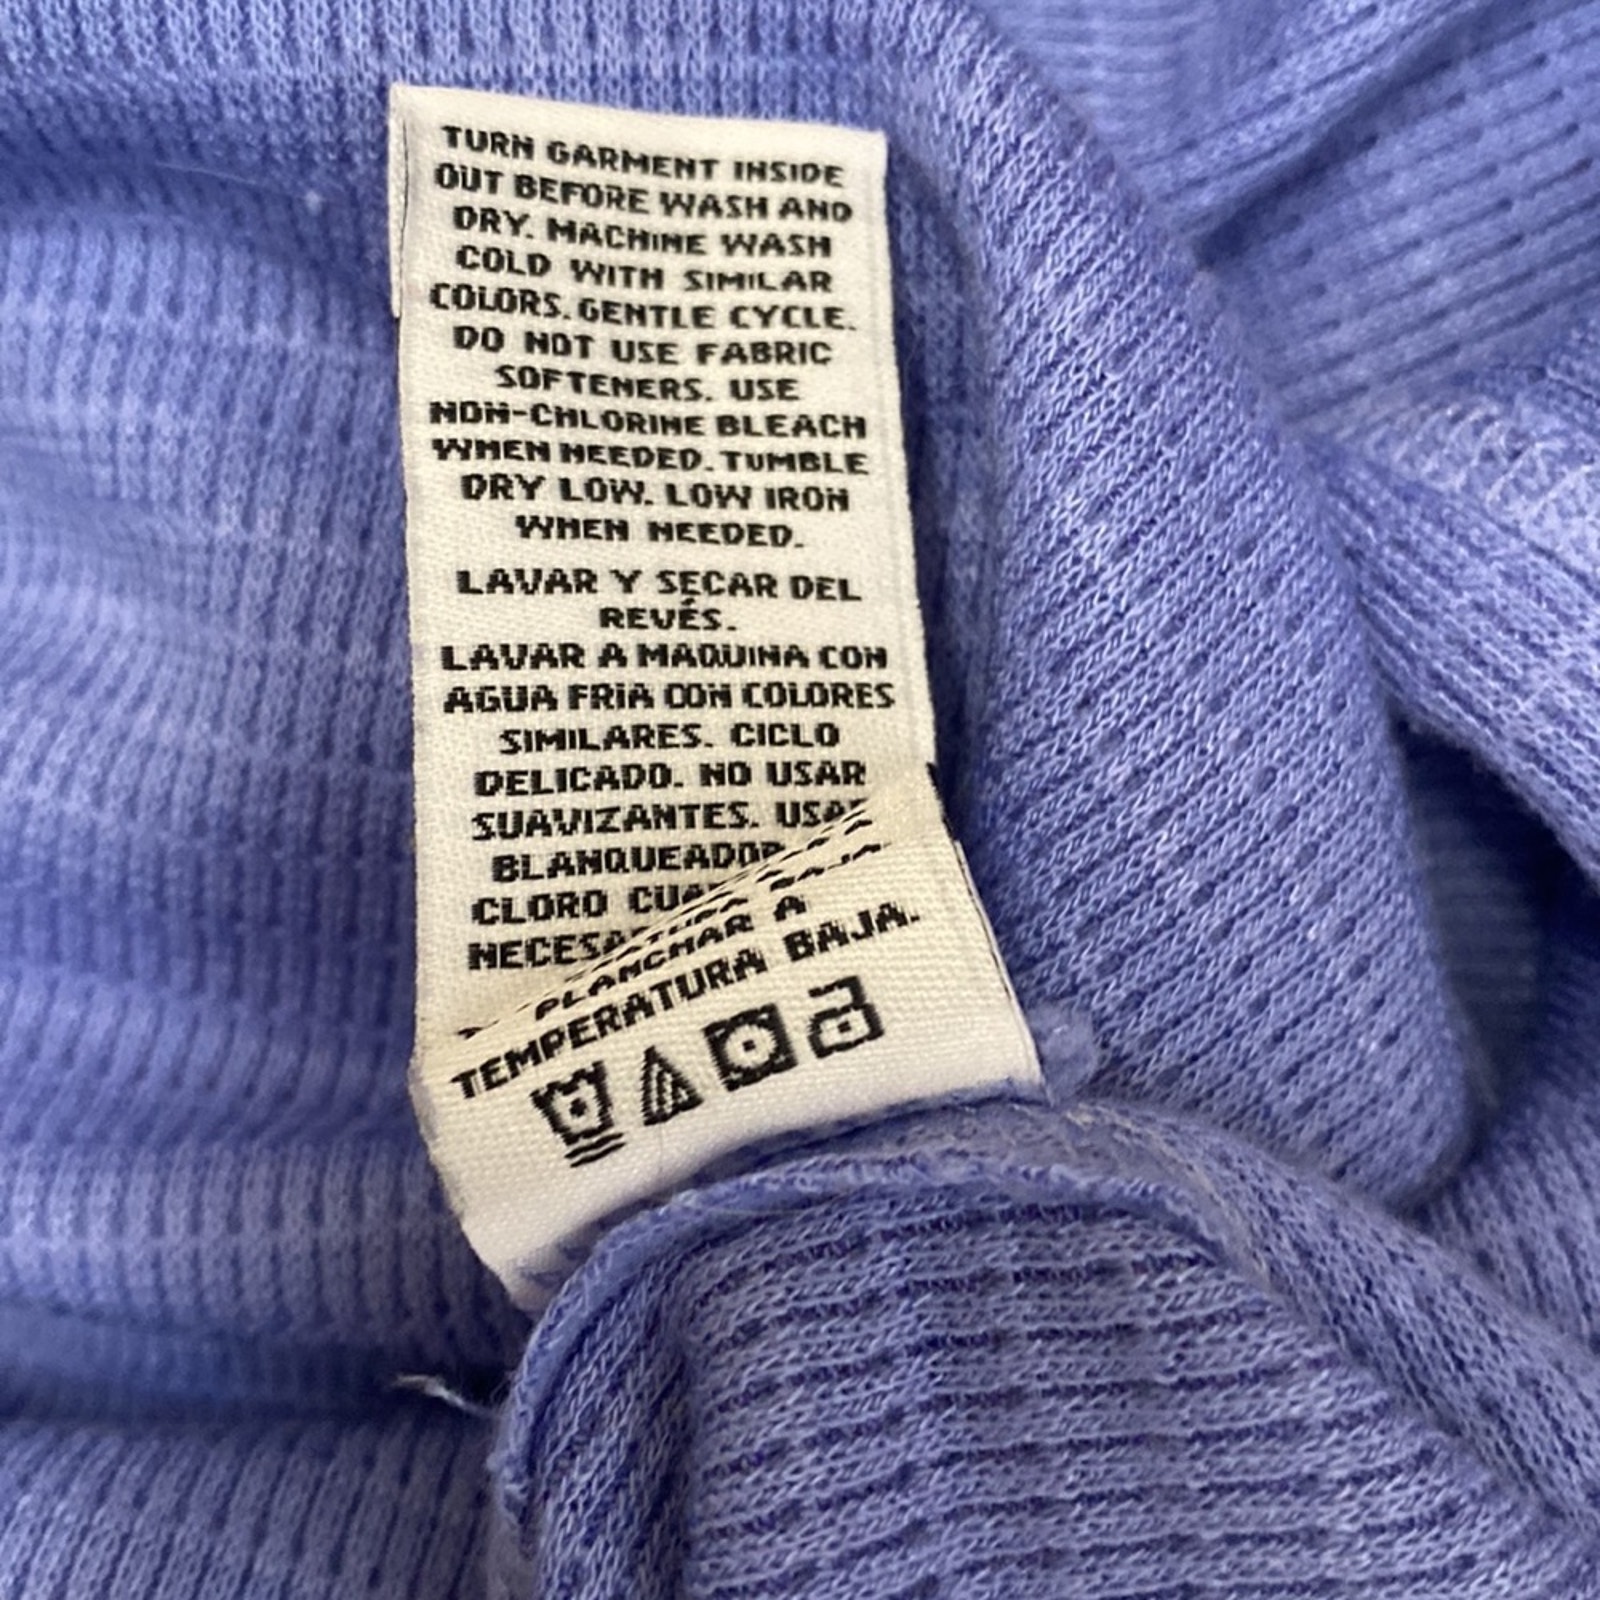 TURN GARMENT INSIDE
OUT BEFORE WASH AND
DRY. MACHINE WASH
COLD WITH SIMILAR
COLORS. GENTLE CYCLE.
DO NOT USE FABRIC
SOFTENERS. USE
NON-CHLORINE BLEACH
WHEN NEEDED. TUMBLE
DRY LOW. LOW IRON
WHEN NEEDED.
LAVAR Y SECAR DEL
REVÉS.
LAVAR A MAQUINA CON
AGUA FRIA CON COLORES
SIMILARES. CICLO
DELICADO. NO USAR
SUAVIZANTES.
CLORO
PLANCHAR A
TEMPERATURA BAJA.